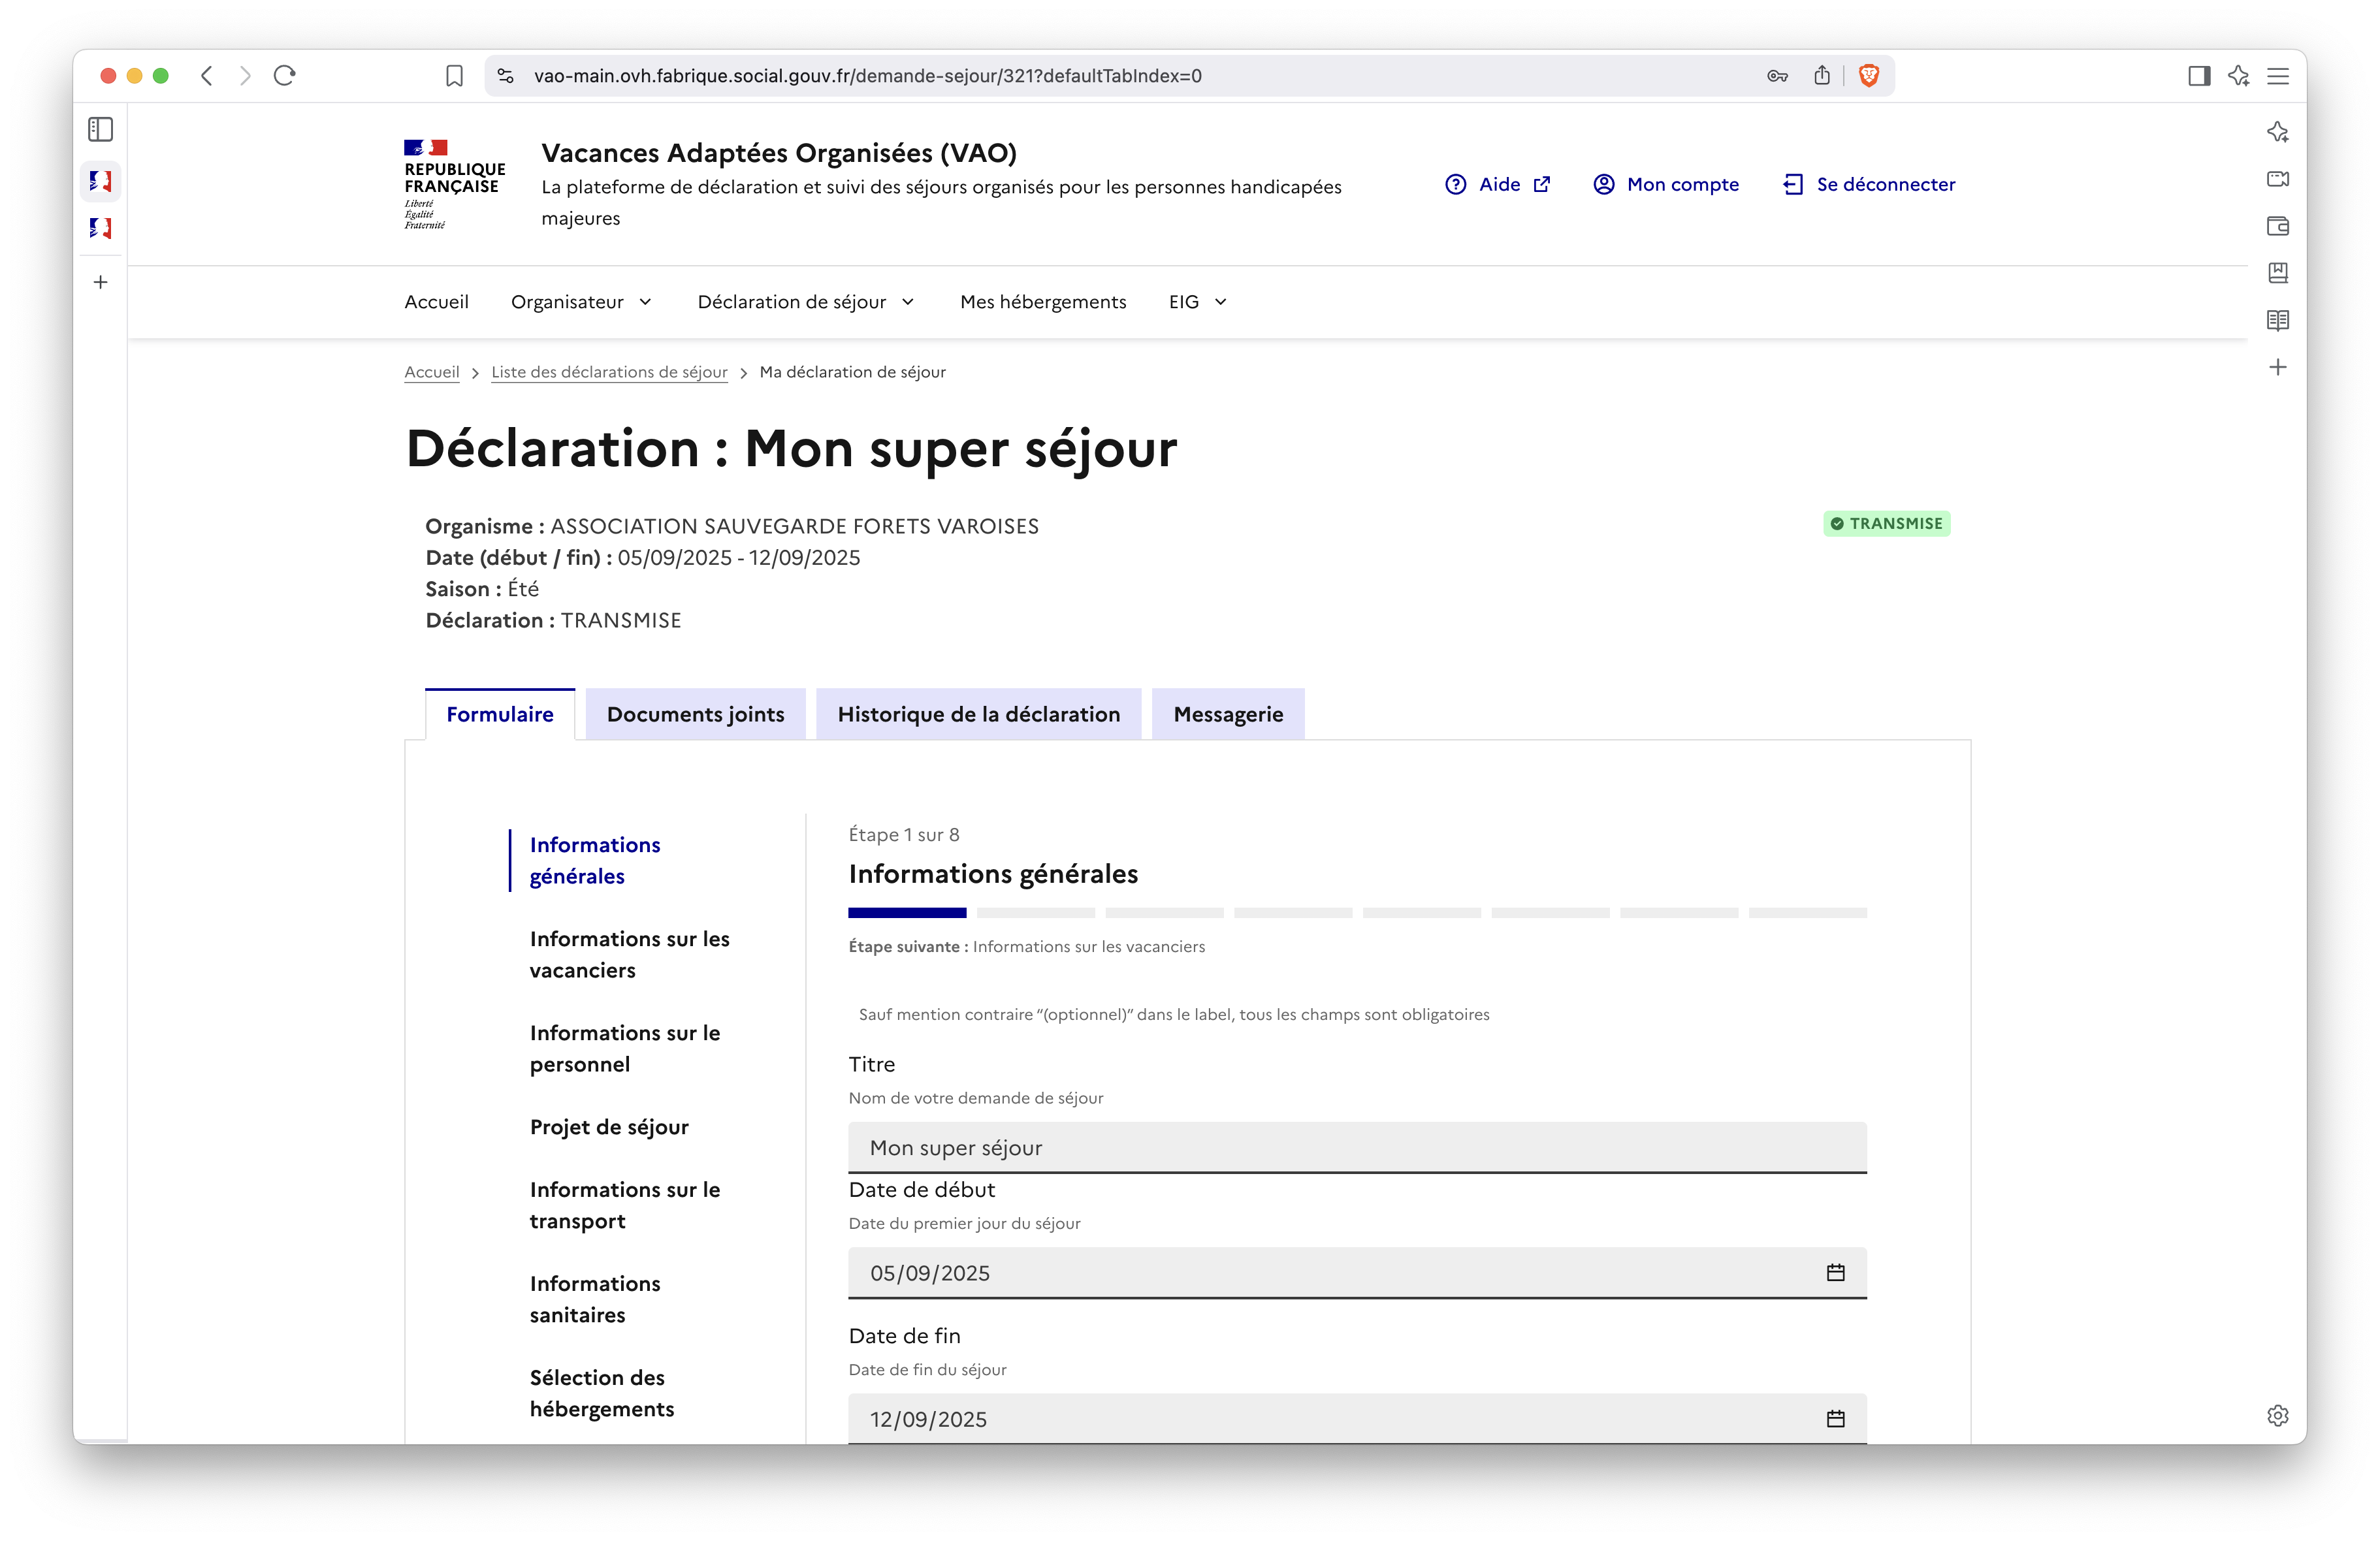 vao-main.ovh.fabrique.social.gouv.fr/demande-sejour/321?defaultTabIndex=0
REPUBLIQUE
FRANÇAISE
Liberté
Égalité
Fraternité
Vacances Adaptées Organisées (VAO)
La plateforme de déclaration et suivi des séjours organisés pour les personnes handicapées
majeures
Aide
Mon compte
Se déconnecter
Accueil
Organisateur
Déclaration de séjour
Mes hébergements
EIG
Accueil > Liste des déclarations de séjour > Ma déclaration de séjour
Déclaration : Mon super séjour
Organisme : ASSOCIATION SAUVEGARDE FORETS VAROISES
TRANSMISE
Date (début / fin) : 05/09/2025 - 12/09/2025
Saison : Été
Déclaration : TRANSMISE
Formulaire
Documents joints
Historique de la déclaration
Messagerie
Informations
générales
Informations sur les
vacanciers
Informations sur le
personnel
Projet de séjour
Informations sur le
transport
Informations
sanitaires
Sélection des
hébergements
Étape 1 sur 8
Informations générales
Étape suivante : Informations sur les vacanciers
Sauf mention contraire “(optionnel)” dans le label, tous les champs sont obligatoires
Titre
Nom de votre demande de séjour
Mon super séjour
Date de début
Date du premier jour du séjour
05/09/2025
Date de fin
Date de fin du séjour
12/09/2025